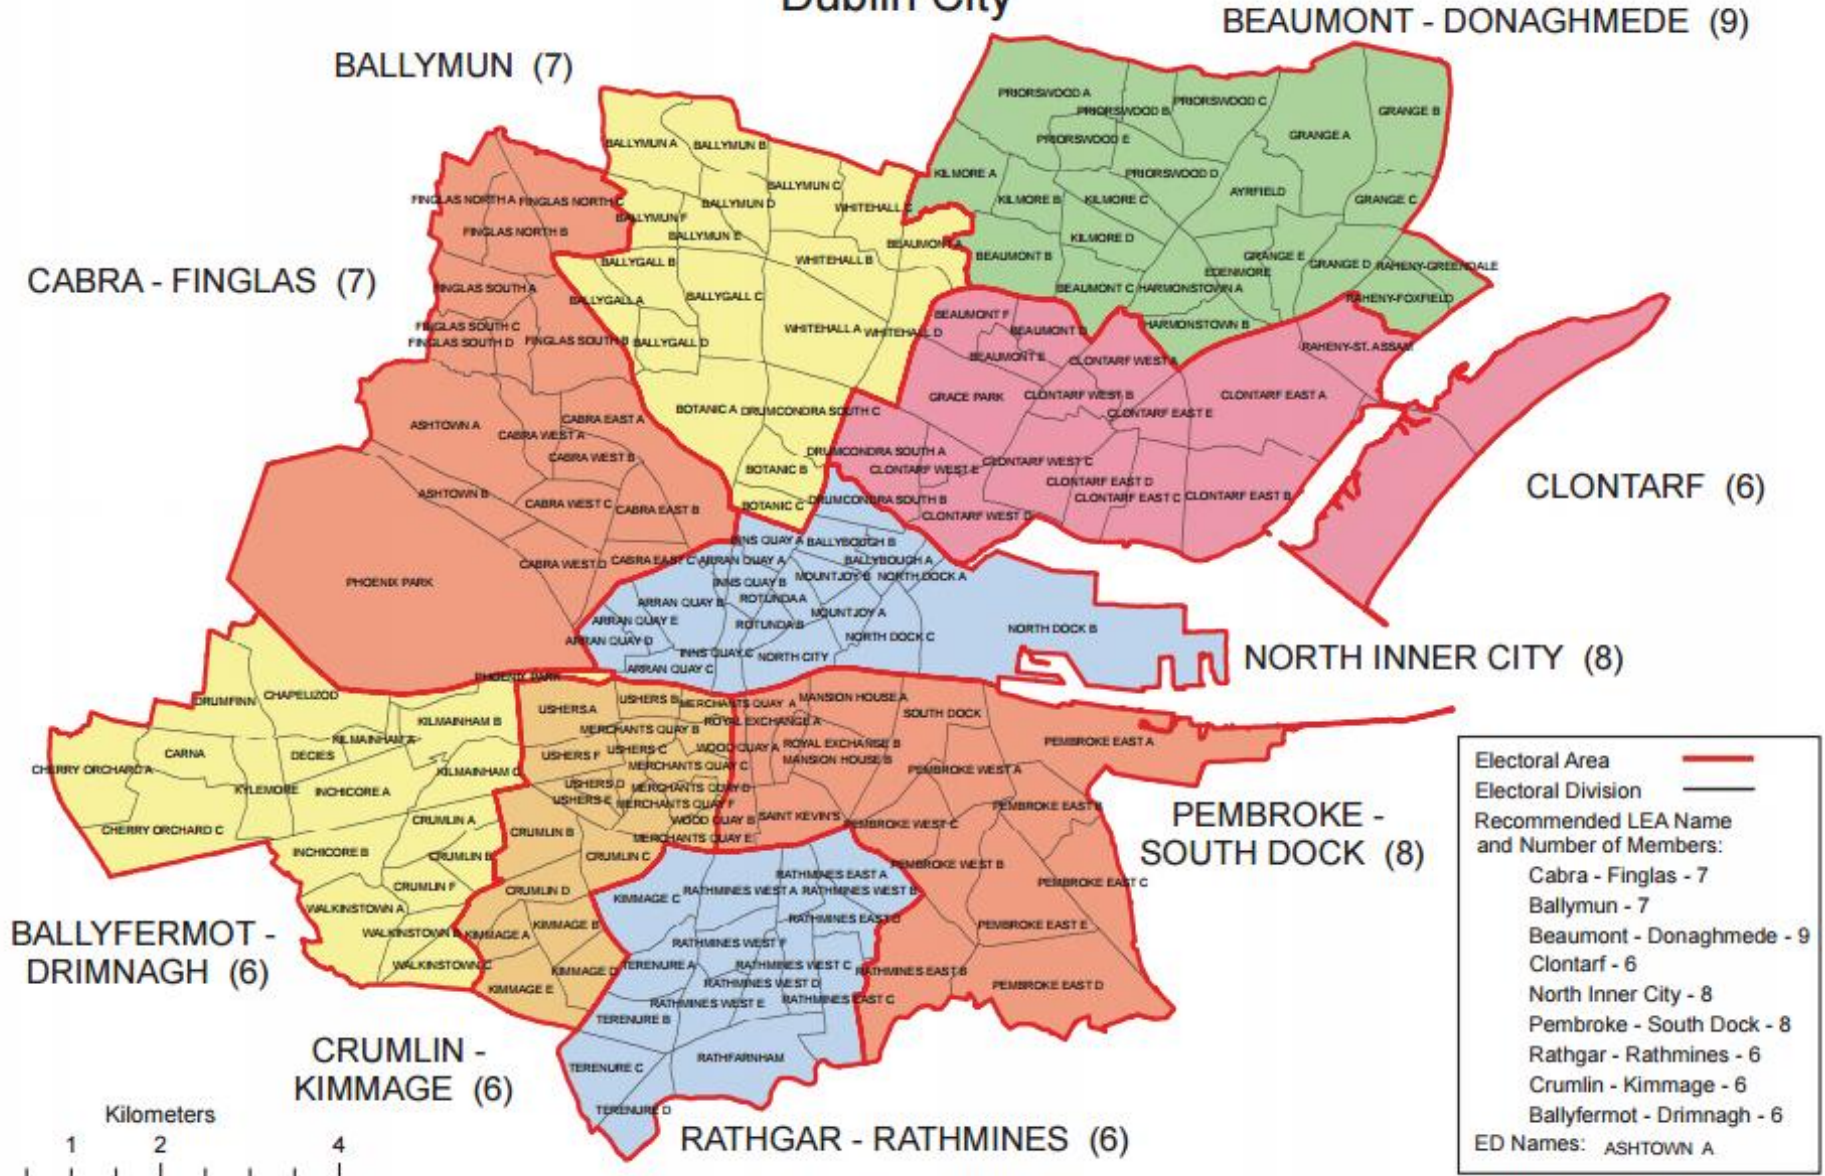 Dublin City
BEAUMONT - DONAGHMEDE (9)
BALLYMUN (7)
CABRA - FINGLAS (7)
CLONTARF (6)
NORTH INNER CITY (8)
PEMBROKE -
SOUTH DOCK (8)
BALLYFERMOT -
DRIMNAGH (6)
CRUMLIN -
KIMMAGE (6)
RATHGAR - RATHMINES (6)
PRIORSWOOD A
PRIORSWOOD B
PRIORSWOOD C
PRIORSWOOD E
PRIORSWOOD D
GRANGE A
GRANGE B
GRANGE C
KILMORE A
KILMORE B
KILMORE C
KILMORE D
AYRFIELD
BEAUMONT B
BEAUMONT C
HARMONSTOWN A
EDENMORE
GRANGE E
GRANGE D
RAHENY-GREENDALE
RAHENY-FOXFIELD
HARMONSTOWN B
BALLYMUN A
BALLYMUN B
BALLYMUN C
BALLYMUN D
BALLYMUN F
BALLYMUN E
WHITEHALL C
BEAUMONT A
BALLYGALL B
WHITEHALL B
BALLYGALL A
BALLYGALL C
WHITEHALL A
WHITEHALL D
BALLYGALL D
BOTANIC A
DRUMCONDRA SOUTH C
BOTANIC B
BOTANIC C
FINGLAS NORTH A
FINGLAS NORTH C
FINGLAS NORTH B
FINGLAS SOUTH A
FINGLAS SOUTH C
FINGLAS SOUTH D
FINGLAS SOUTH B
ASHTOWN A
CABRA EAST A
CABRA WEST A
CABRA WEST B
ASHTOWN B
CABRA WEST C
CABRA EAST B
CABRA WEST D
CABRA EAST C
PHOENIX PARK
BEAUMONT F
BEAUMONT D
BEAUMONT E
CLONTARF WEST A
RAHENY-ST. ASSAM
GRACE PARK
CLONTARF WEST B
CLONTARF EAST A
CLONTARF EAST E
DRUMCONDRA SOUTH A
CLONTARF WEST E
CLONTARF WEST C
CLONTARF EAST D
CLONTARF EAST C
CLONTARF EAST B
DRUMCONDRA SOUTH B
CLONTARF WEST D
INNS QUAY A
BALLYBOUGH B
ARRAN QUAY A
BALLYBOUGH A
INNS QUAY B
MOUNTJOY B
NORTH DOCK A
ARRAN QUAY B
ROTUNDA A
MOUNTJOY A
ARRAN QUAY E
ROTUNDA B
NORTH DOCK B
ARRAN QUAY D
NORTH DOCK C
INNS QUAY C
NORTH CITY
ARRAN QUAY C
PHOENIX PARK
DRUMFINN
CHAPELIZOD
KILMAINHAM B
KILMAINHAM A
CARNA
DECIES
CHERRY ORCHARD A
KILMAINHAM C
KYLEMORE
INCHICORE A
CRUMLIN A
CHERRY ORCHARD C
INCHICORE B
CRUMLIN E
CRUMLIN F
WALKINSTOWN A
WALKINSTOWN B
WALKINSTOWN C
USHERS A
USHERS B
MERCHANTS QUAY A
MERCHANTS QUAY B
USHERS F
USHERS C
MERCHANTS QUAY C
USHERS D
MERCHANTS QUAY D
USHERS E
MERCHANTS QUAY F
WOOD QUAY B
MERCHANTS QUAY E
CRUMLIN B
CRUMLIN C
CRUMLIN D
KIMMAGE B
KIMMAGE A
KIMMAGE D
KIMMAGE E
MANSION HOUSE A
ROYAL EXCHANGE A
SOUTH DOCK
WOOD QUAY A
ROYAL EXCHANGE B
MANSION HOUSE B
PEMBROKE EAST A
PEMBROKE WEST A
PEMBROKE EAST B
SAINT KEVIN'S
PEMBROKE WEST C
PEMBROKE WEST B
PEMBROKE EAST C
PEMBROKE EAST E
RATHMINES EAST B
PEMBROKE EAST D
KIMMAGE C
RATHMINES EAST A
RATHMINES WEST A
RATHMINES WEST B
RATHMINES EAST D
RATHMINES WEST F
TERENURE A
RATHMINES WEST C
RATHMINES WEST D
RATHMINES WEST E
RATHMINES EAST C
TERENURE B
RATHFARNHAM
TERENURE C
TERENURE D
Kilometers
1 2 4
Electoral Area
Electoral Division
Recommended LEA Name
and Number of Members:
Cabra - Finglas - 7
Ballymun - 7
Beaumont - Donaghmede - 9
Clontarf - 6
North Inner City - 8
Pembroke - South Dock - 8
Rathgar - Rathmines - 6
Crumlin - Kimmage - 6
Ballyfermot - Drimnagh - 6
ED Names: ASHTOWN A